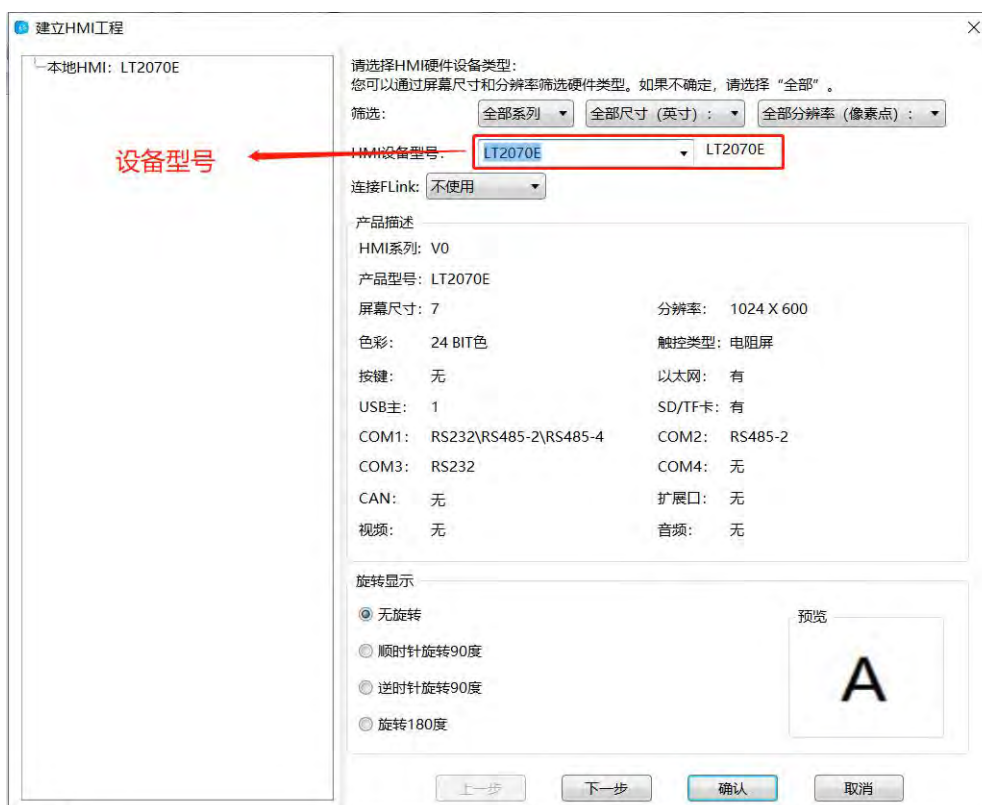 建立HMI工程
本地HMI: LT2070E
请选择HMI硬件设备类型:
您可以通过屏幕尺寸和分辨率筛选硬件类型。如果不确定，请选择“全部”。
筛选: 全部系列 全部尺寸（英寸）: 全部分辨率（像素点）:
设备型号 HMI设备型号: LT2070E LT2070E
连接FLink: 不使用
产品描述
HMI系列: V0
产品型号: LT2070E
屏幕尺寸: 7 分辨率: 1024 X 600
色彩: 24 BIT色 触控类型: 电阻屏
按键: 无 以太网: 有
USB主: 1 SD/TF卡: 有
COM1: RS232\RS485-2\RS485-4 COM2: RS485-2
COM3: RS232 COM4: 无
CAN: 无 扩展口: 无
视频: 无 音频: 无
旋转显示
无旋转 预览
顺时针旋转90度
逆时针旋转90度 A
旋转180度
上一步 下一步 确认 取消